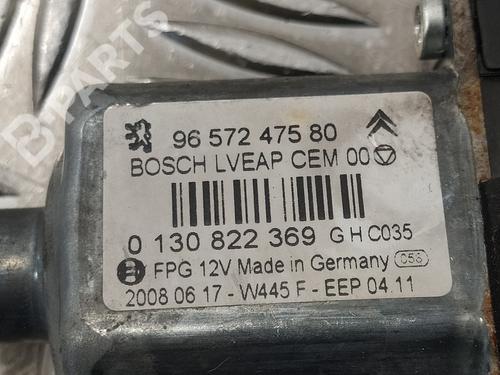 B-PARTS
96 572 475 80
BOSCH LVEAP CEM 00
0 130 822 369 G H C035
FPG 12V Made in Germany 056
2008 06 17 - W445 F - EEP 04.11